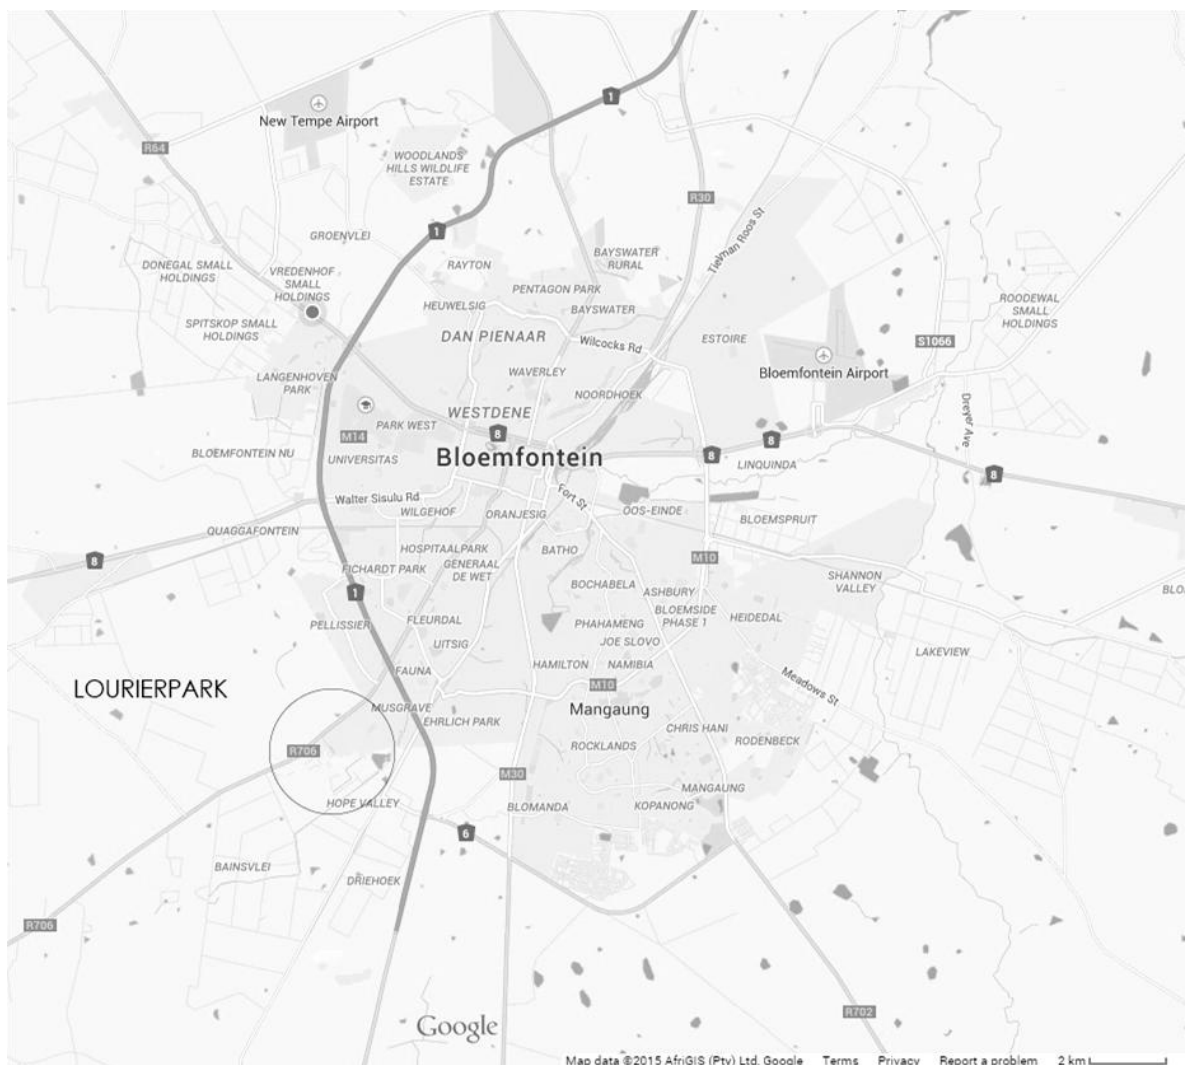 1
New Tempe Airport
R64
WOODLANDS
HILLS WILDLIFE
ESTATE
R30
Tielman Roos St
1
GROENVLEI
DONEGAL SMALL
HOLDINGS
VREDENHOF
SMALL
HOLDINGS
RAYTON
BAYSWATER
RURAL
PENTAGON PARK
HEUWELSIG
BAYSWATER
ROODEWAL
SMALL
HOLDINGS
SPITSKOP SMALL
HOLDINGS
DAN PIENAAR
Wilcocks Rd
ESTOIRE
S1066
WAVERLEY
Bloemfontein Airport
LANGENHOVEN
PARK
NOORDHOEK
WESTDENE
PARK WEST
M14
8
8
Dreyer Ave
BLOEMFONTEIN NU
UNIVERSITAS
Bloemfontein
8
LINQUINDA
8
Walter Sisulu Rd
Fort St
WILGEHOF
ORANJESIG
OOS-EINDE
BLOEMSPRUIT
QUAGGAFONTEIN
HOSPITAALPARK
BATHO
M10
8
GENERAAL
DE WET
FICHARDT PARK
BOCHABELA
SHANNON
VALLEY
BLO
1
ASHBURY
BLOEMSIDE
PHASE 1
HEIDEDAL
PELLISSIER
FLEURDAL
PHAHAMENG
UITSIG
JOE SLOVO
LAKEVIEW
FAUNA
HAMILTON
NAMIBIA
Meadows St
LOURIERPARK
M10
MUSGRAVE
Mangaung
EHRLICH PARK
CHRIS HANI
R706
ROCKLANDS
RODENBECK
M30
MANGAUNG
HOPE VALLEY
BLOMANDA
KOPANONG
6
BAINSVLEI
DRIEHOEK
R706
R702
Google
Map data ©2015 AfriGIS (Pty) Ltd, Google Terms Privacy Report a problem 2 km